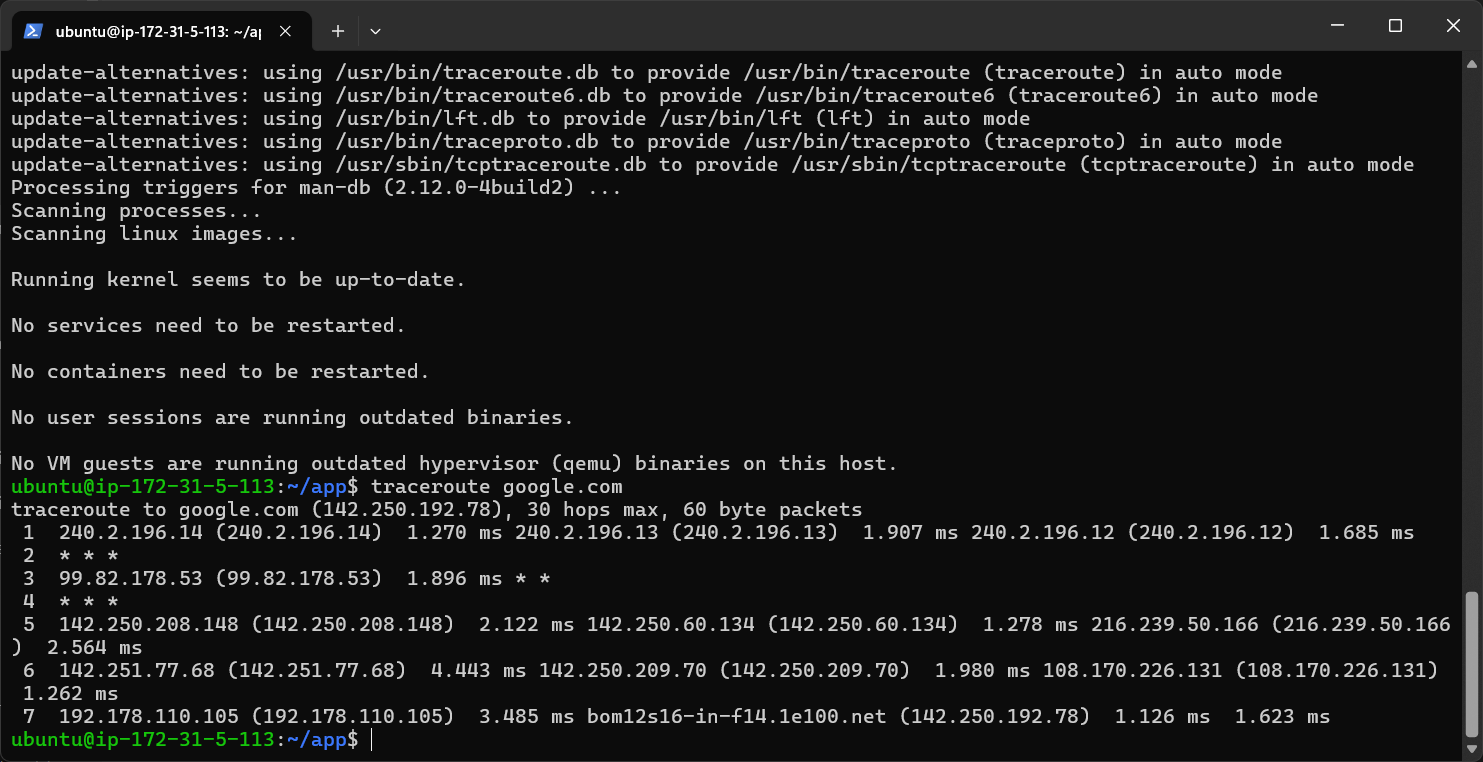 ubuntu@ip-172-31-5-113: ~/ap
update-alternatives: using /usr/bin/traceroute.db to provide /usr/bin/traceroute (traceroute) in auto mode
update-alternatives: using /usr/bin/traceroute6.db to provide /usr/bin/traceroute6 (traceroute6) in auto mode
update-alternatives: using /usr/bin/lft.db to provide /usr/bin/lft (lft) in auto mode
update-alternatives: using /usr/bin/traceproto.db to provide /usr/bin/traceproto (traceproto) in auto mode
update-alternatives: using /usr/sbin/tcptraceroute.db to provide /usr/sbin/tcptraceroute (tcptraceroute) in auto mode
Processing triggers for man-db (2.12.0-4build2) ...
Scanning processes...
Scanning linux images...
Running kernel seems to be up-to-date.
No services need to be restarted.
No containers need to be restarted.
No user sessions are running outdated binaries.
No VM guests are running outdated hypervisor (qemu) binaries on this host.
ubuntu@ip-172-31-5-113:~/app$ traceroute google.com
traceroute to google.com (142.250.192.78), 30 hops max, 60 byte packets
 1  240.2.196.14 (240.2.196.14)  1.270 ms 240.2.196.13 (240.2.196.13)  1.907 ms 240.2.196.12 (240.2.196.12)  1.685 ms
 2  * * *
 3  99.82.178.53 (99.82.178.53)  1.896 ms * *
 4  * * *
 5  142.250.208.148 (142.250.208.148)  2.122 ms 142.250.60.134 (142.250.60.134)  1.278 ms 216.239.50.166 (216.239.50.166
)  2.564 ms
 6  142.251.77.68 (142.251.77.68)  4.443 ms 142.250.209.70 (142.250.209.70)  1.980 ms 108.170.226.131 (108.170.226.131)
 1.262 ms
 7  192.178.110.105 (192.178.110.105)  3.485 ms bom12s16-in-f14.1e100.net (142.250.192.78)  1.126 ms  1.623 ms
ubuntu@ip-172-31-5-113:~/app$